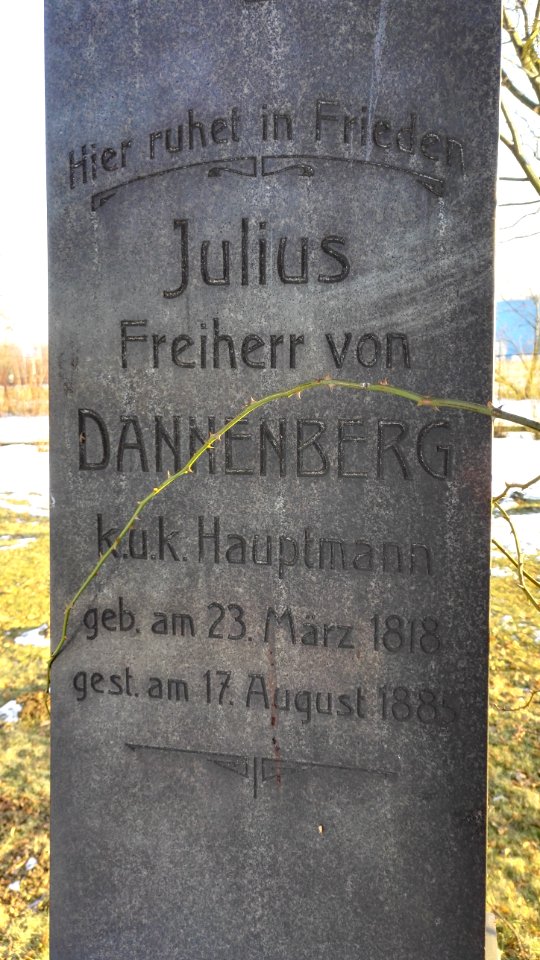 Hier ruhet in Frieden
Julius
Freiherr von
DANNENBERG
k.u.k. Hauptmann
geb. am 23. März 1818
gest. am 17. August 1885